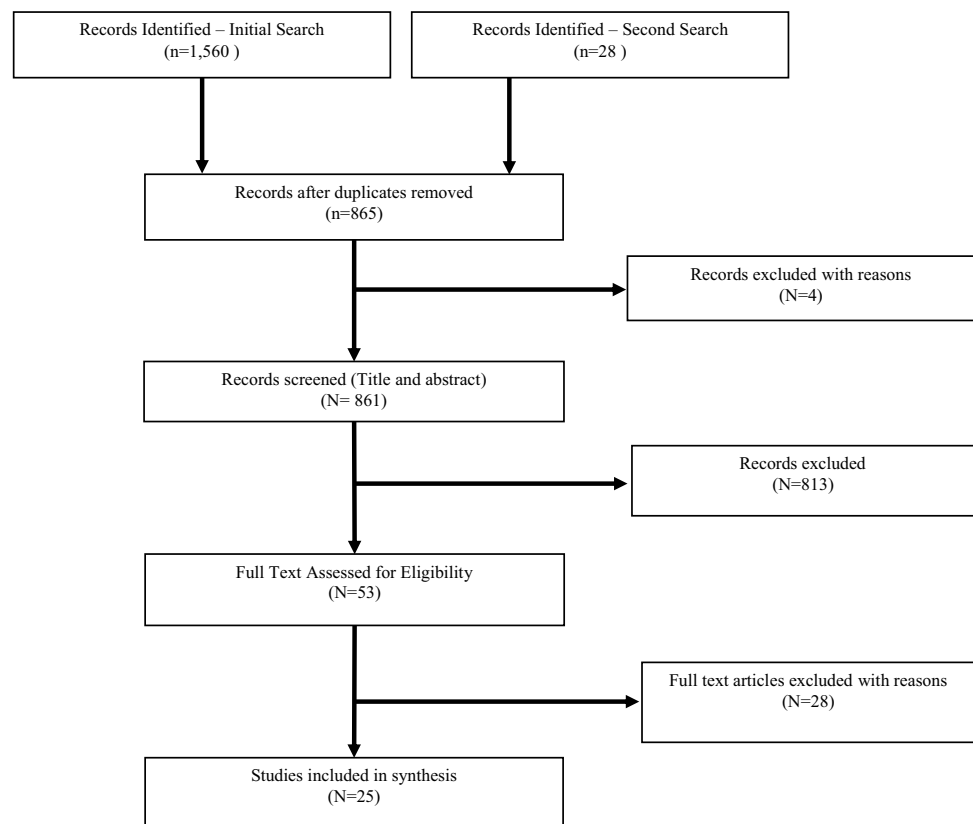 Records Identified – Initial Search
(n=1,560 )
Records Identified – Second Search
(n=28 )
Records after duplicates removed
(n=865)
Records excluded with reasons
(N=4)
Records screened (Title and abstract)
(N= 861)
Records excluded
(N=813)
Full Text Assessed for Eligibility
(N=53)
Full text articles excluded with reasons
(N=28)
Studies included in synthesis
(N=25)